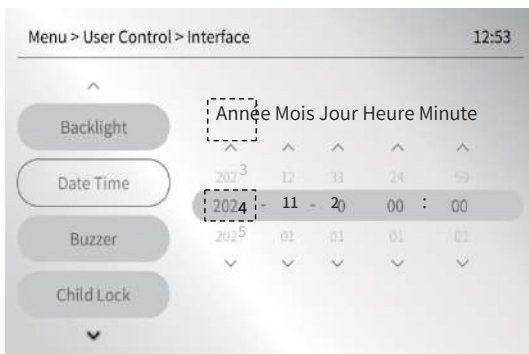 Menu > User Control > Interface 12:53
Backlight
Date Time
Buzzer
Child Lock
Année Mois Jour Heure Minute
2023 12 31 24 59
2024 - 11 - 20 00 : 00
2025 01 01 01 01